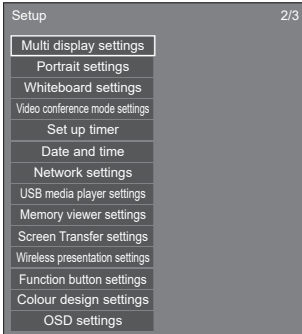 Setup 2/3
Multi display settings
Portrait settings
Whiteboard settings
Video conference mode settings
Set up timer
Date and time
Network settings
USB media player settings
Memory viewer settings
Screen Transfer settings
Wireless presentation settings
Function button settings
Colour design settings
OSD settings